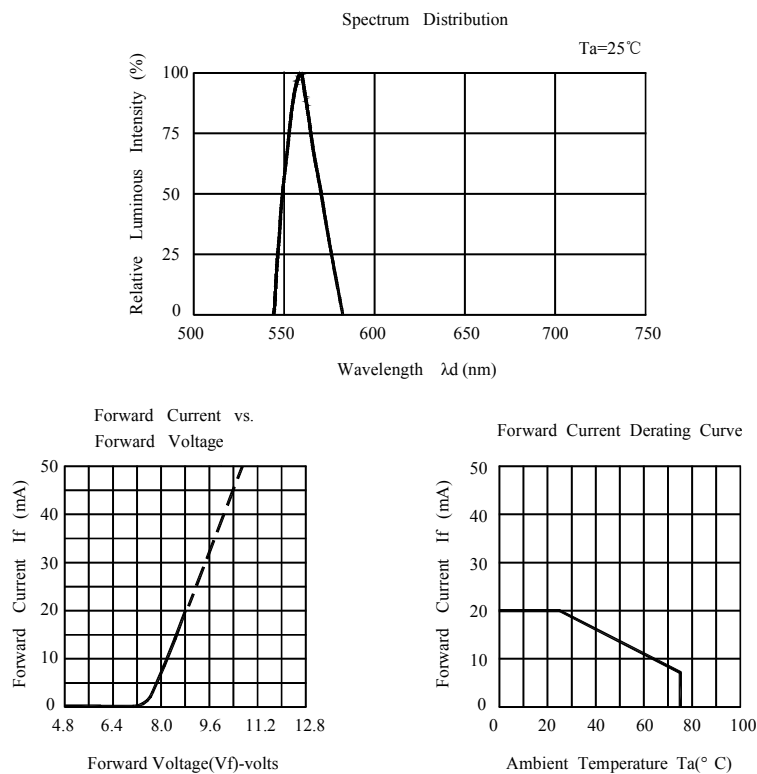 Spectrum Distribution
Ta=25℃
Relative Luminous Intensity (%)
100
75
50
25
0
500 550 600 650 700 750
Wavelength λd (nm)
Forward Current vs.
Forward Voltage
Forward Current If (mA)
50
40
30
20
10
0
4.8 6.4 8.0 9.6 11.2 12.8
Forward Voltage(Vf)-volts
Forward Current Derating Curve
Forward Current If (mA)
50
40
30
20
10
0
0 20 40 60 80 100
Ambient Temperature Ta(° C)